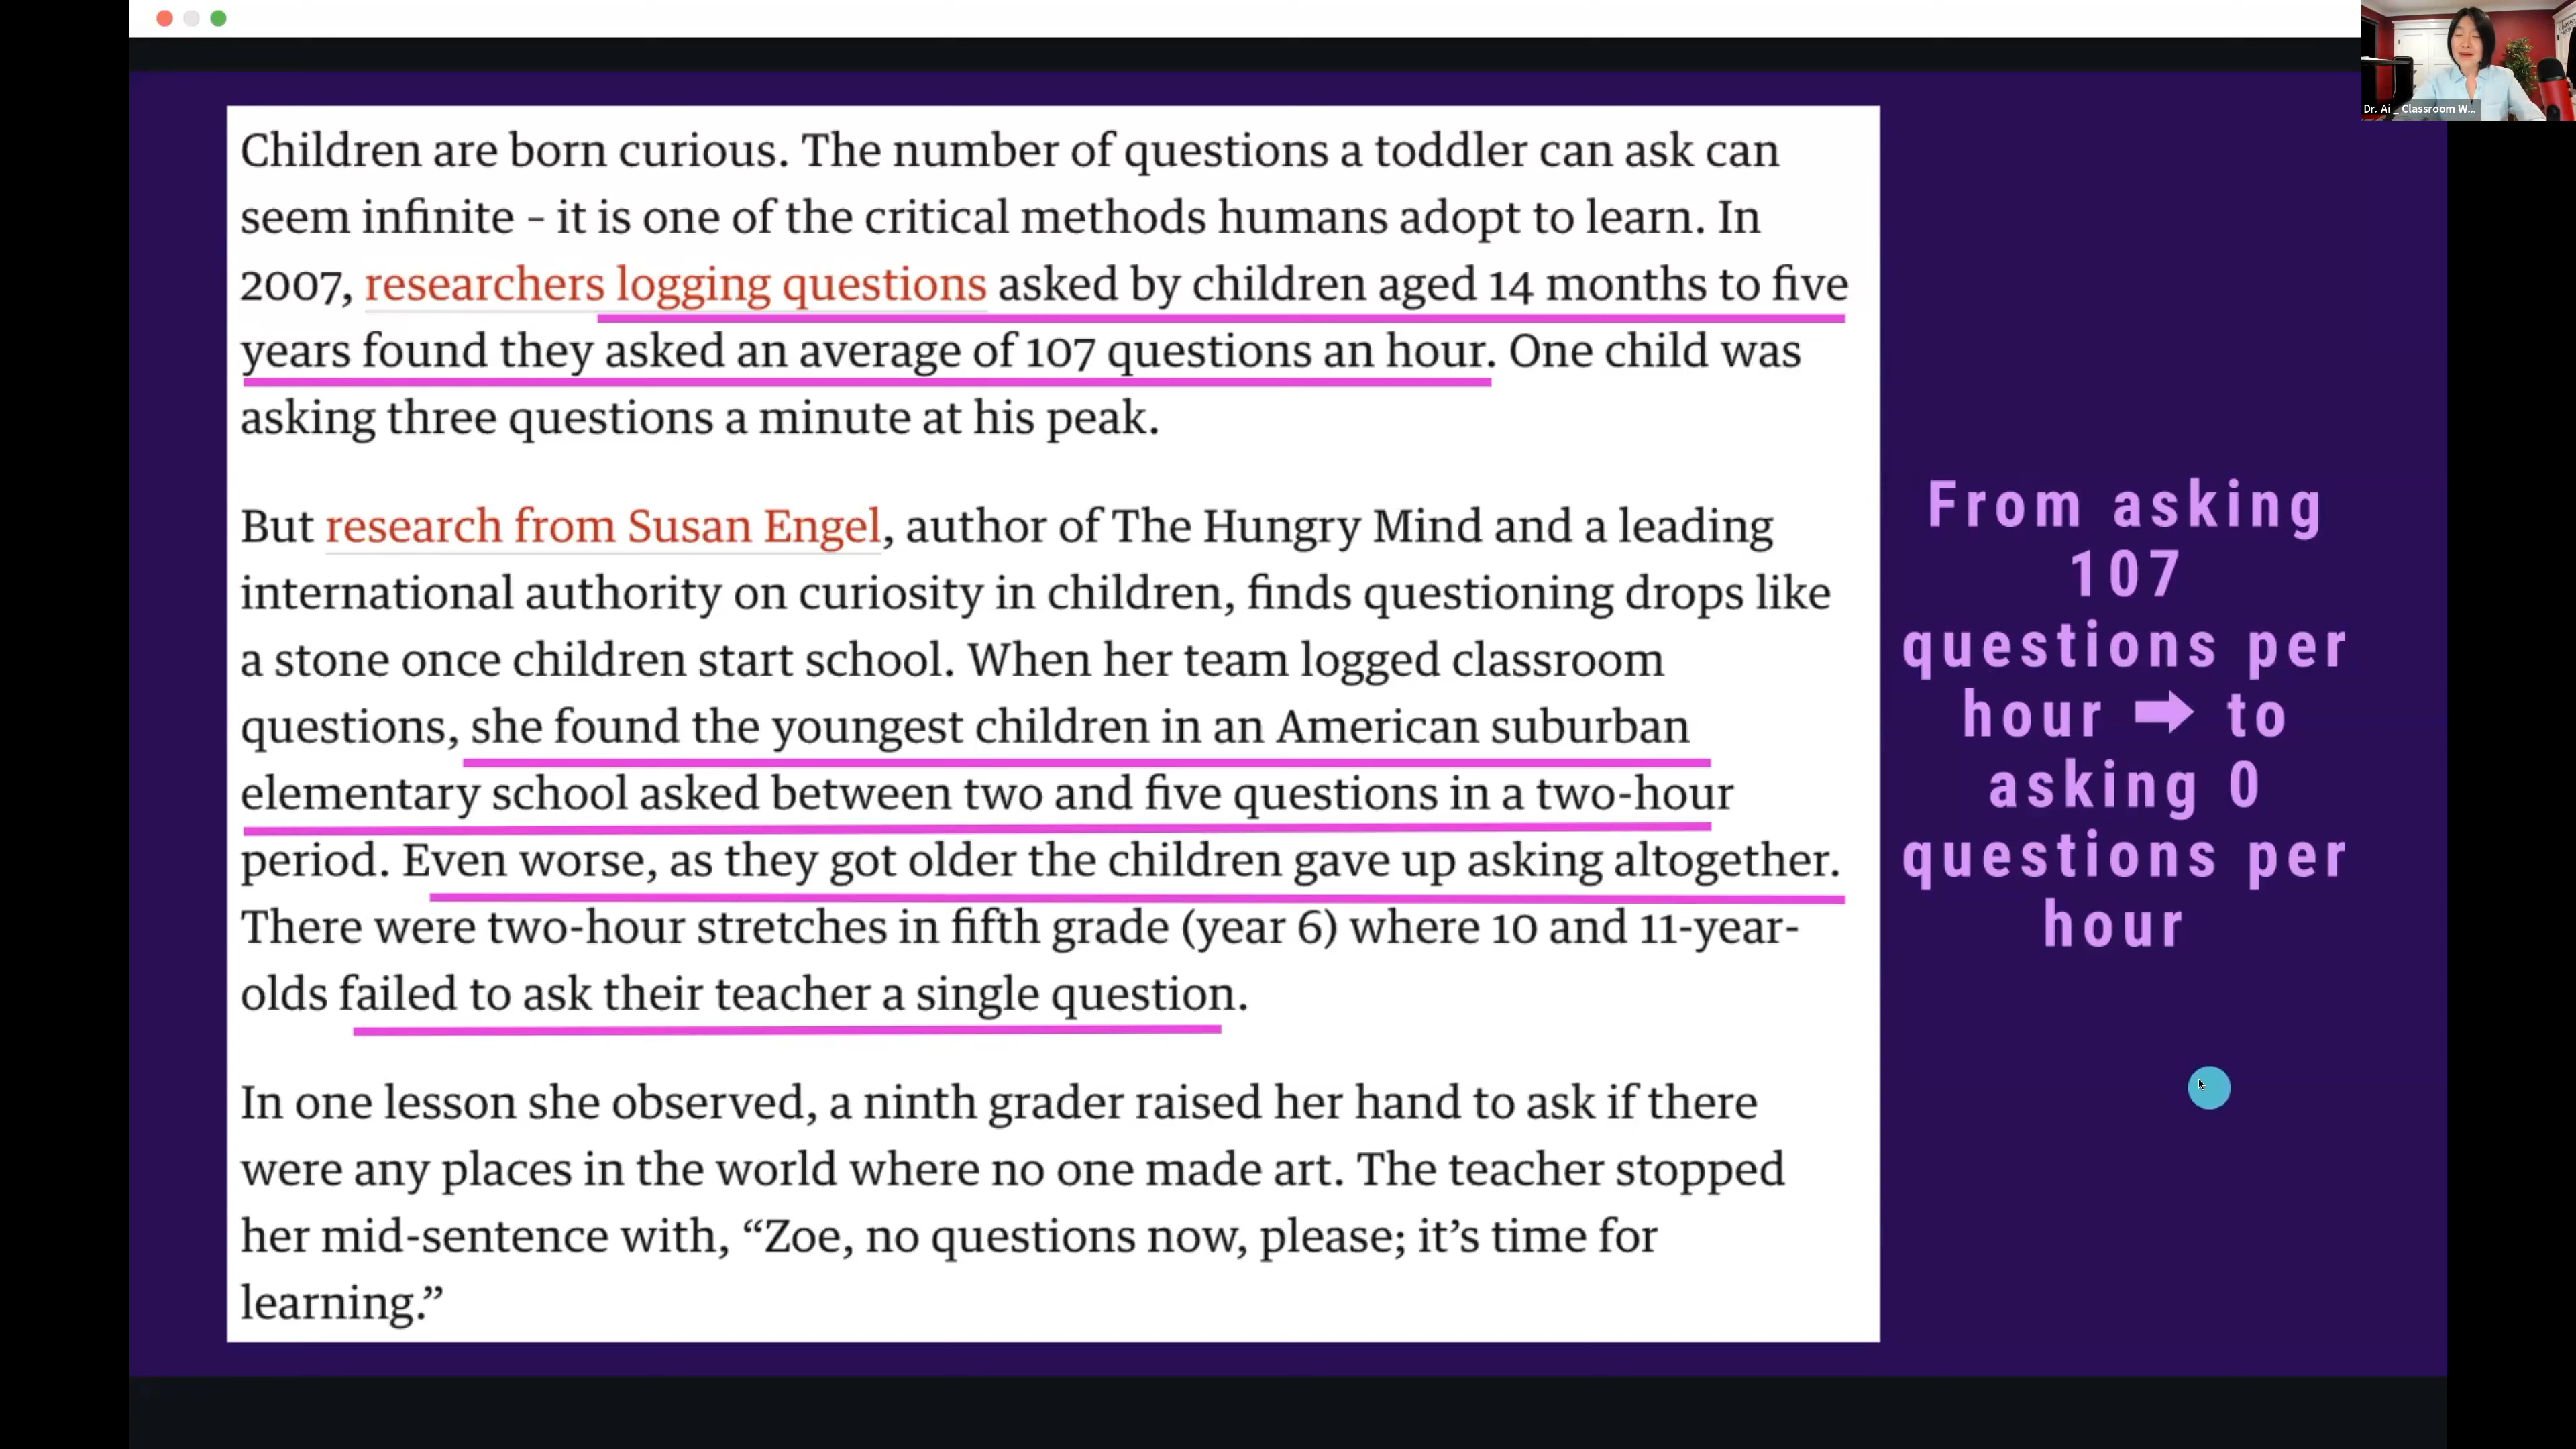 Dr. Ai _ Classroom W...
Children are born curious. The number of questions a toddler can ask can
seem infinite – it is one of the critical methods humans adopt to learn. In
2007, researchers logging questions asked by children aged 14 months to five
years found they asked an average of 107 questions an hour. One child was
asking three questions a minute at his peak.
But research from Susan Engel, author of The Hungry Mind and a leading
international authority on curiosity in children, finds questioning drops like
a stone once children start school. When her team logged classroom
questions, she found the youngest children in an American suburban
elementary school asked between two and five questions in a two-hour
period. Even worse, as they got older the children gave up asking altogether.
There were two-hour stretches in fifth grade (year 6) where 10 and 11-year-
olds failed to ask their teacher a single question.
In one lesson she observed, a ninth grader raised her hand to ask if there
were any places in the world where no one made art. The teacher stopped
her mid-sentence with, “Zoe, no questions now, please; it’s time for
learning.”
From asking
107
questions per
hour ➡ to
asking 0
questions per
hour